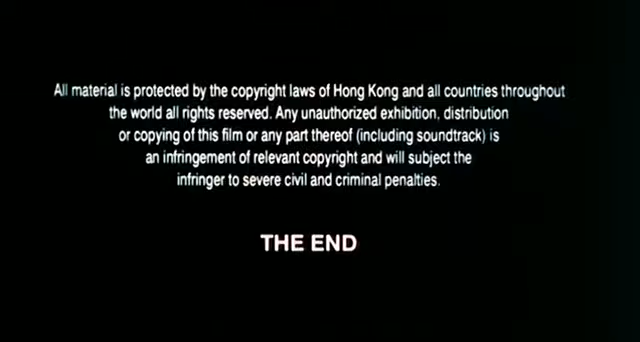 All material is protected by the copyright laws of Hong Kong and all countries throughout
the world all rights reserved. Any unauthorized exhibition, distribution
or copying of this film or any part thereof (including soundtrack) is
an infringement of relevant copyright and will subject the
infringer to severe civil and criminal penalties.
THE END